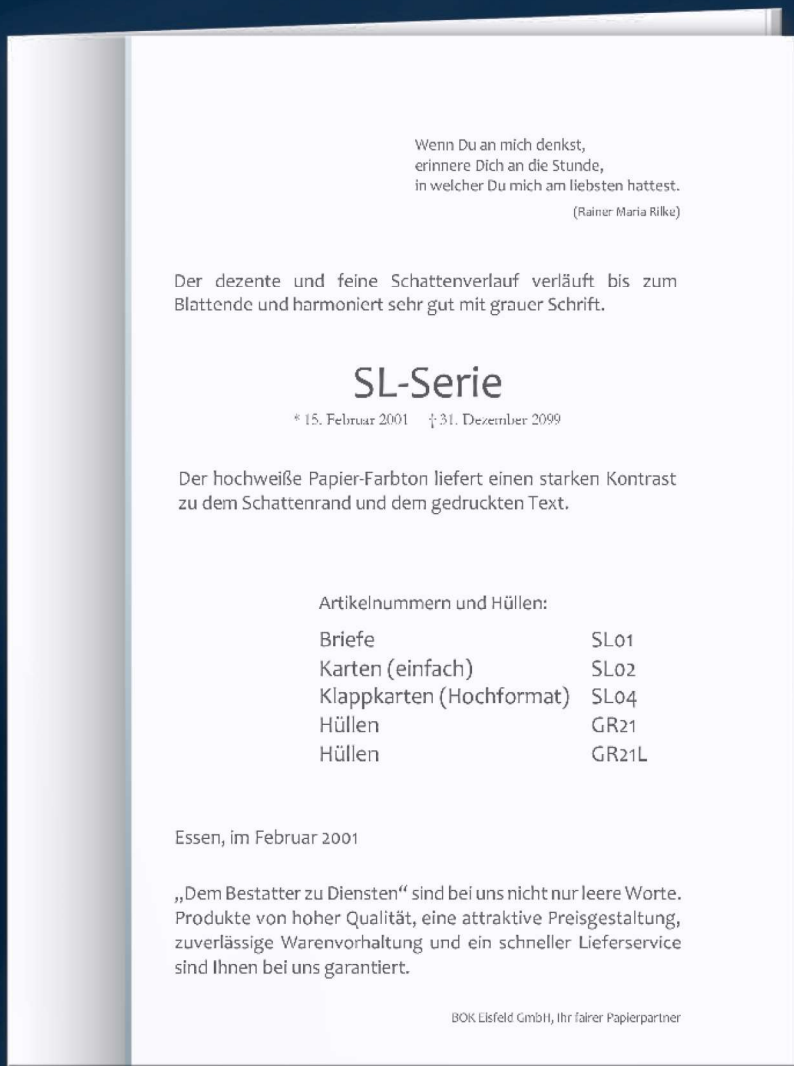 Wenn Du an mich denkst,
erinnere Dich an die Stunde,
in welcher Du mich am liebsten hattest.
(Rainer Maria Rilke)
Der dezente und feine Schattenverlauf verläuft bis zum
Blattende und harmoniert sehr gut mit grauer Schrift.
SL-Serie
* 15. Februar 2001 † 31. Dezember 2099
Der hochweiße Papier-Farbton liefert einen starken Kontrast
zu dem Schattenrand und dem gedruckten Text.
Artikelnummern und Hüllen:
Briefe SL01
Karten (einfach) SL02
Klappkarten (Hochformat) SL04
Hüllen GR21
Hüllen GR21L
Essen, im Februar 2001
„Dem Bestatter zu Diensten“ sind bei uns nicht nur leere Worte.
Produkte von hoher Qualität, eine attraktive Preisgestaltung,
zuverlässige Warenvorhaltung und ein schneller Lieferservice
sind Ihnen bei uns garantiert.
BOK Eisfeld GmbH, Ihr fairer Papierpartner